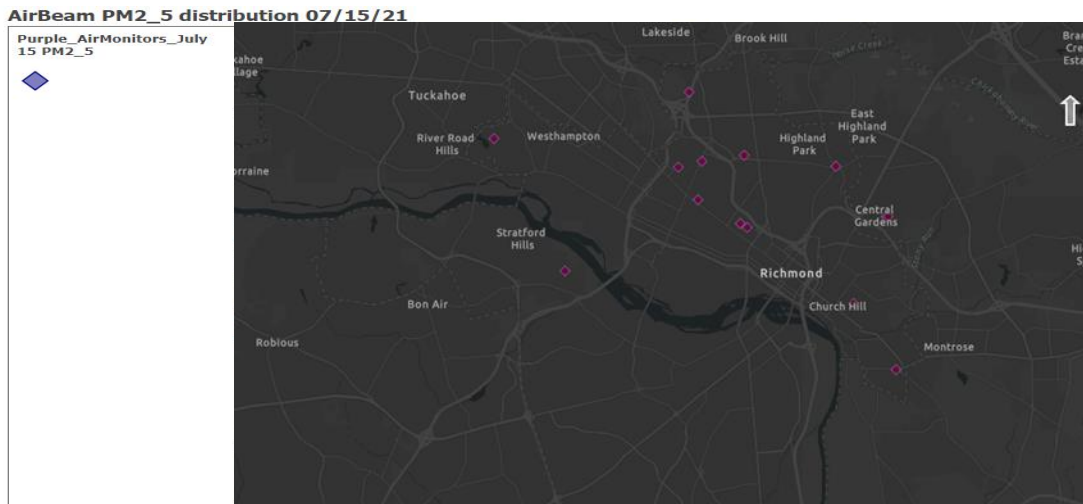 AirBeam PM2_5 distribution 07/15/21
Purple_AirMonitors_July
15 PM2_5
Lakeside
Brook Hill
Tuckahoe
River Road
Hills
Westhampton
Highland
Park
East
Highland
Park
Central
Gardens
Stratford
Hills
Richmond
Bon Air
Church Hill
Robious
Montrose